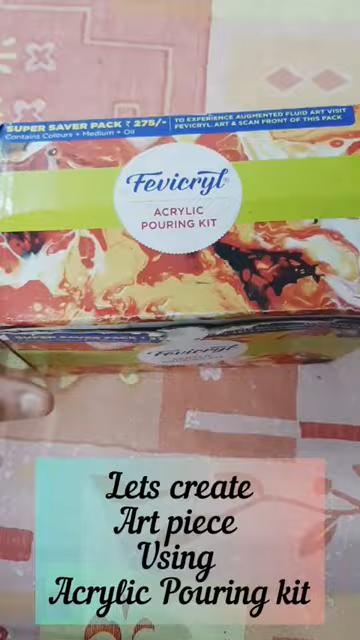 SUPER SAVER PACK ₹ 275/-
Contains Colours + Medium + Oil
TO EXPERIENCE AUGMENTED FLUID ART VISIT
FEVICRYL.ART & SCAN FRONT OF THIS PACK
Fevicryl®
ACRYLIC
POURING KIT
SUPER SAVER PACK
Fevicryl
Lets create
Art piece
Using
Acrylic Pouring kit